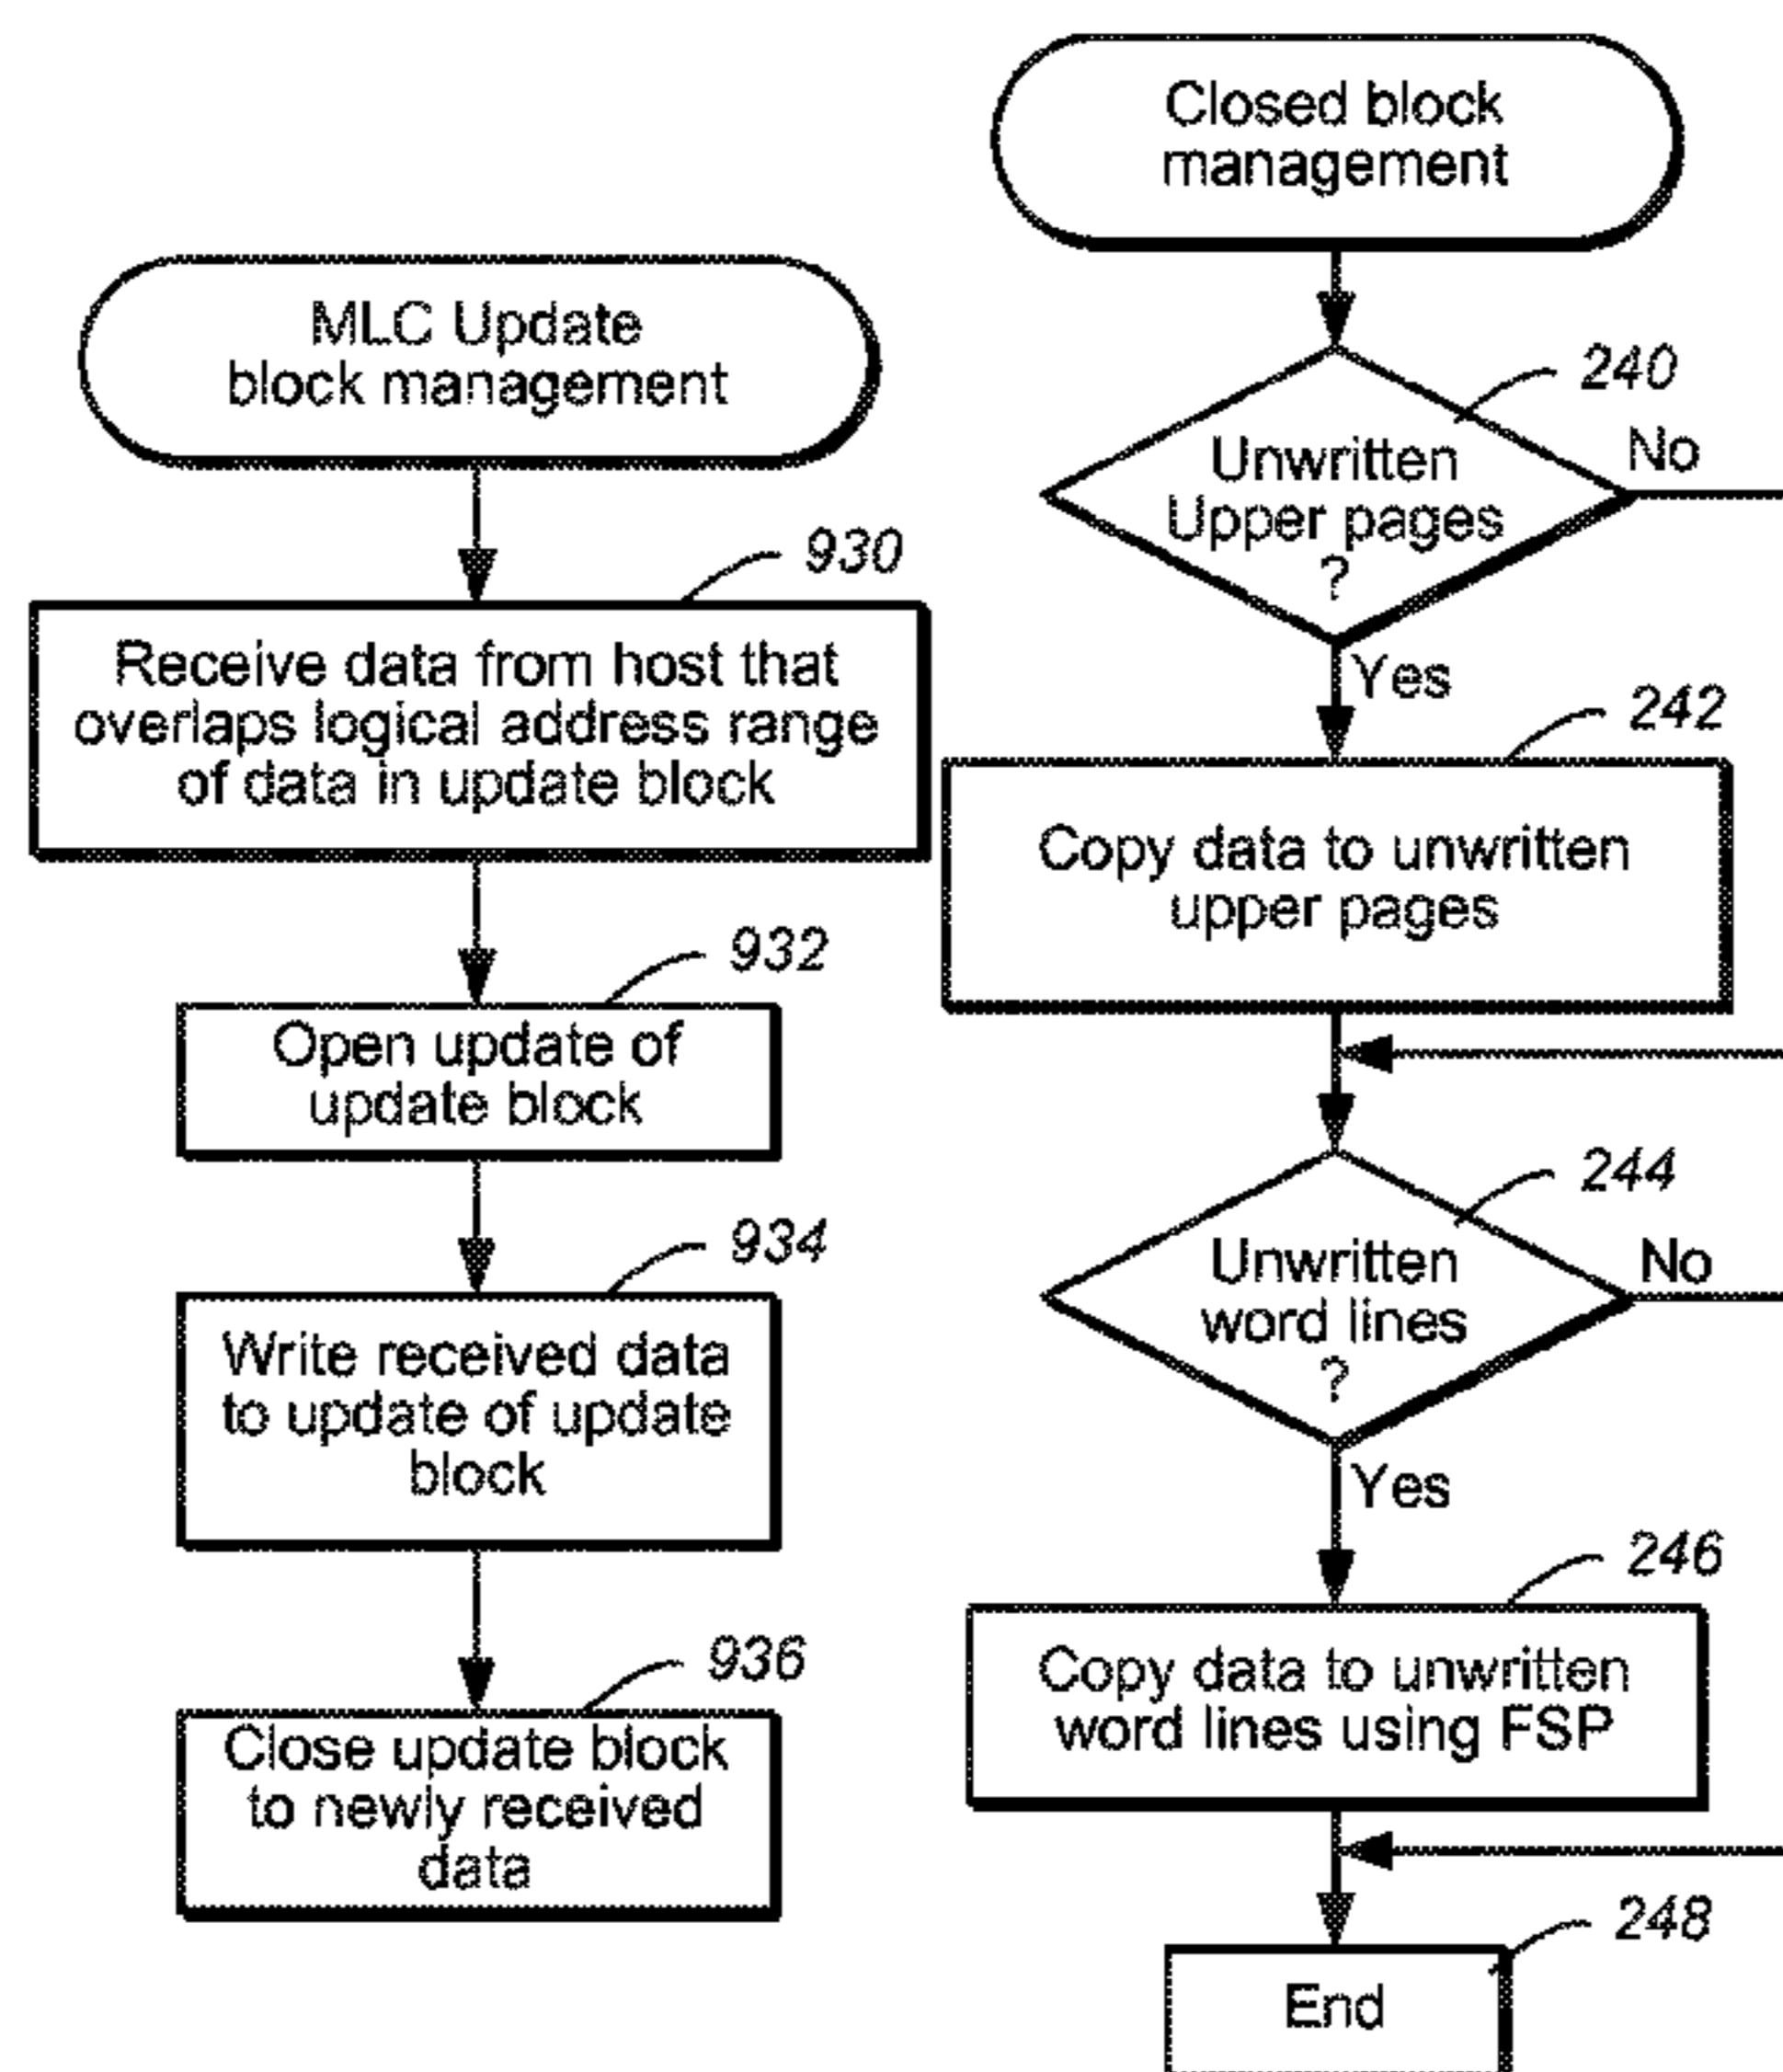 MLC Update
block management
930
Receive data from host that
overlaps logical address range
of data in update block
932
Open update of
update block
934
Write received data
to update of update
block
936
Close update block
to newly received
data
Closed block
management
240
Unwritten
Upper pages
?
No
Yes
242
Copy data to unwritten
upper pages
244
Unwritten
word lines
?
No
Yes
246
Copy data to unwritten
word lines using FSP
248
End